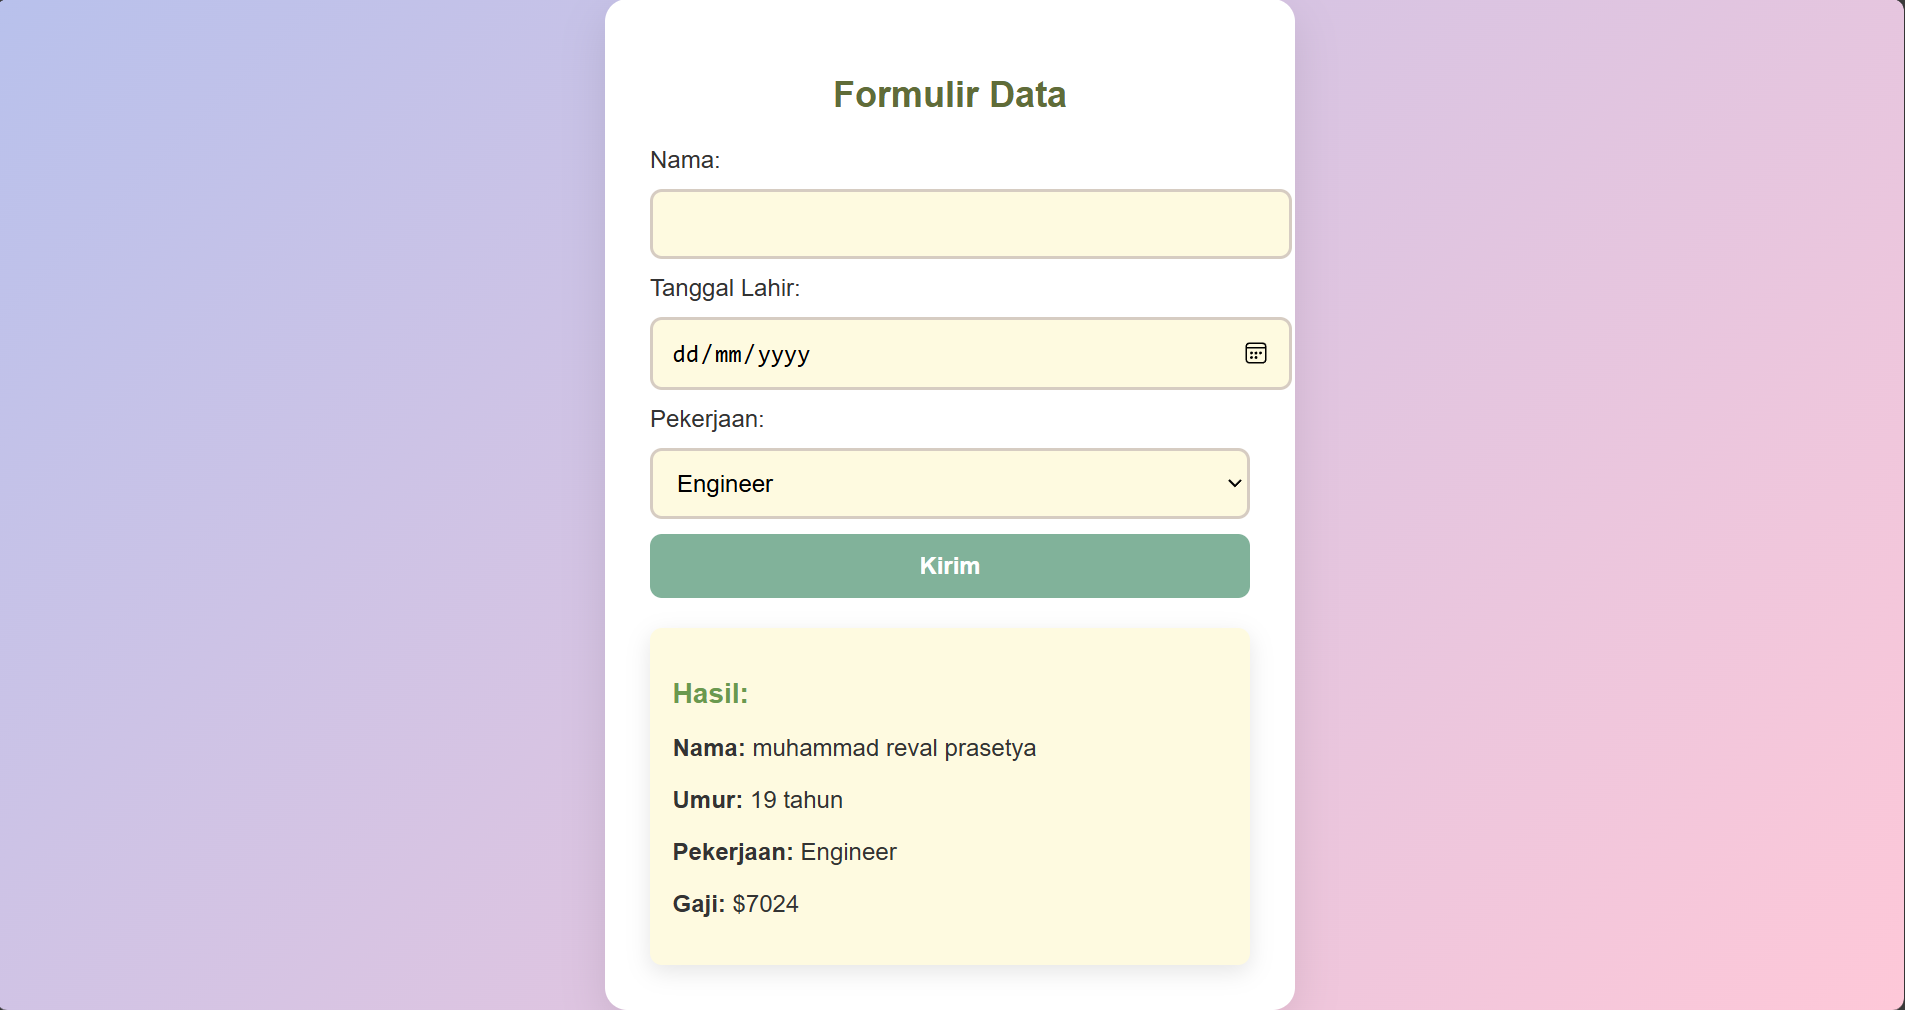 Formulir Data
Nama:
Tanggal Lahir:
dd/mm/yyyy
Pekerjaan:
Engineer
Kirim
Hasil:
Nama: muhammad reval prasetya
Umur: 19 tahun
Pekerjaan: Engineer
Gaji: $7024